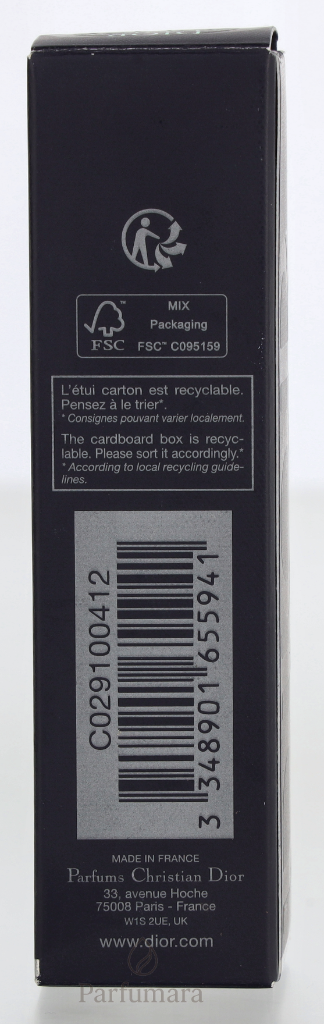 MIX
Packaging
FSC
FSC™ C095159
L'étui carton est recyclable.
Pensez à le trier*.
* Consignes pouvant varier localement.
The cardboard box is recyc-
lable. Please sort it accordingly.*
* According to local recycling guide-
lines.
C029100412
3 348901 655941
MADE IN FRANCE
Parfums Christian Dior
33, avenue Hoche
75008 Paris - France
W1S 2UE, UK
www.dior.com
Parfumara